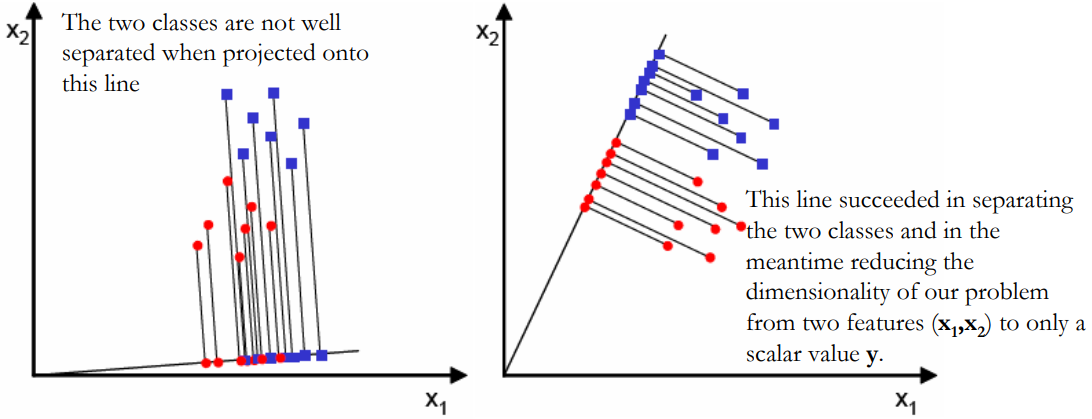 x2
The two classes are not well
separated when projected onto
this line
x1
x2
This line succeeded in separating
the two classes and in the
meantime reducing the
dimensionality of our problem
from two features (x1,x2) to only a
scalar value y.
x1